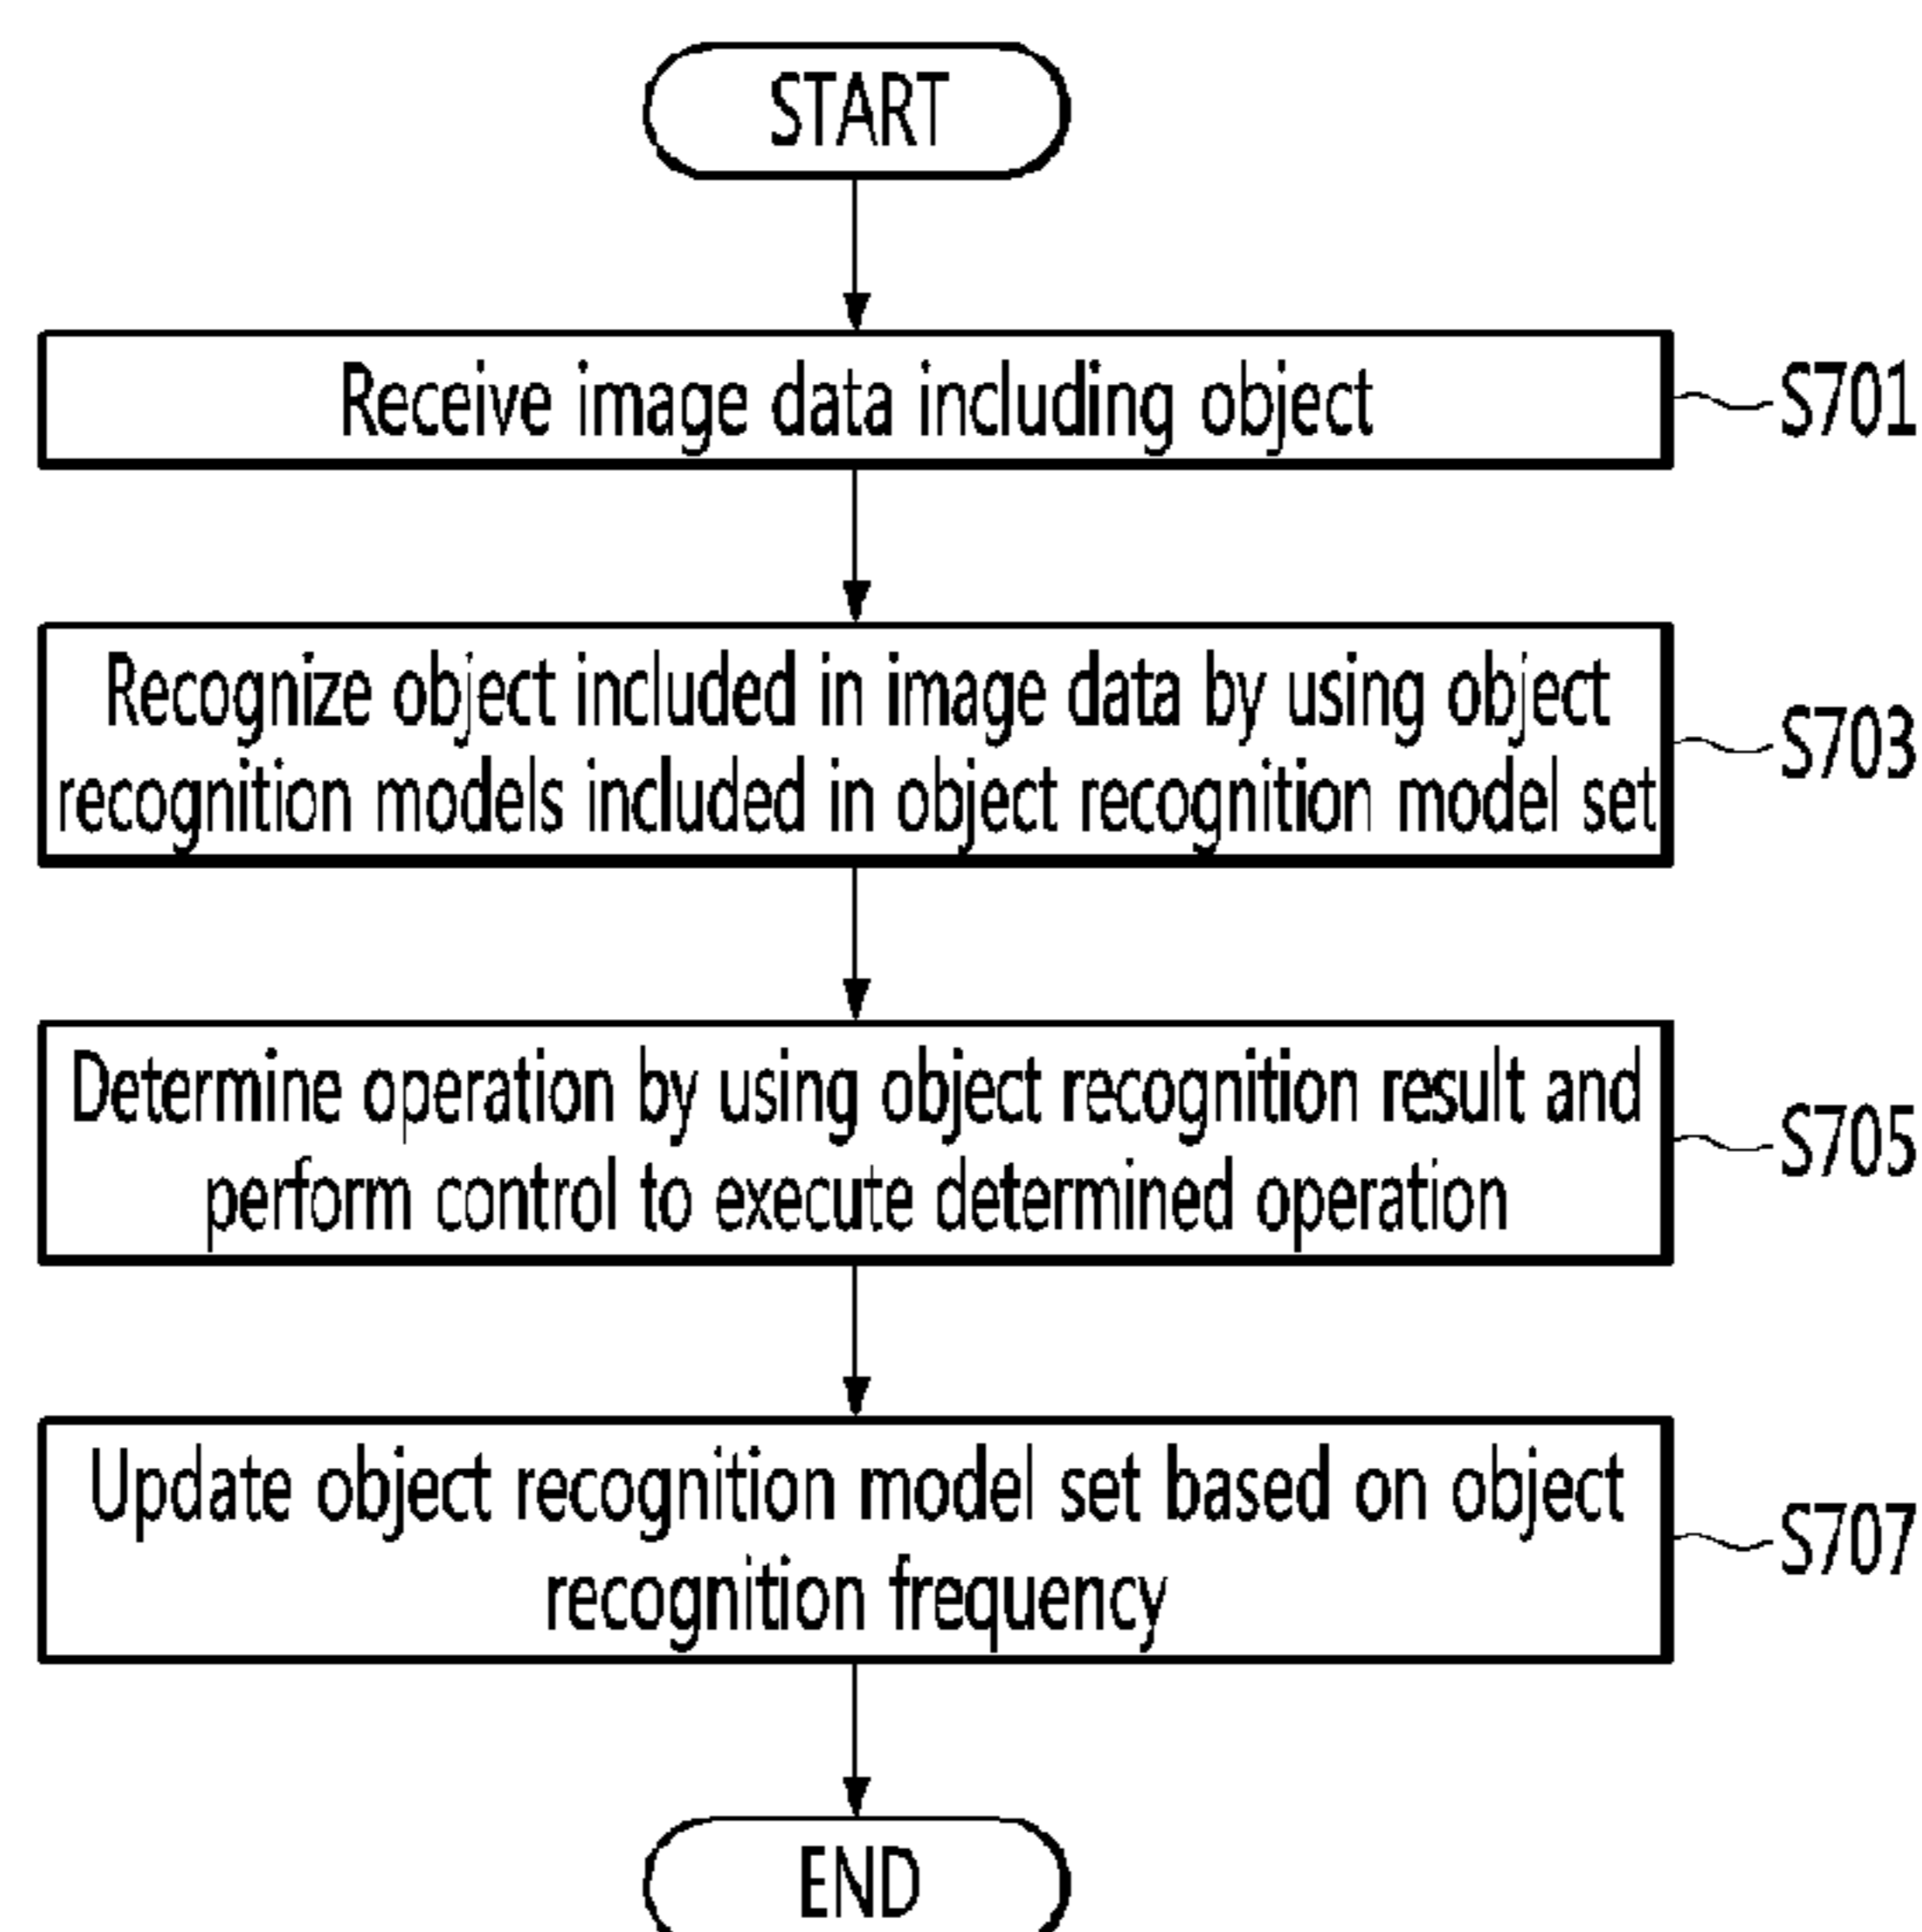 START
Receive image data including object
S701
Recognize object included in image data by using object
recognition models included in object recognition model set
S703
Determine operation by using object recognition result and
perform control to execute determined operation
S705
Update object recognition model set based on object
recognition frequency
S707
END